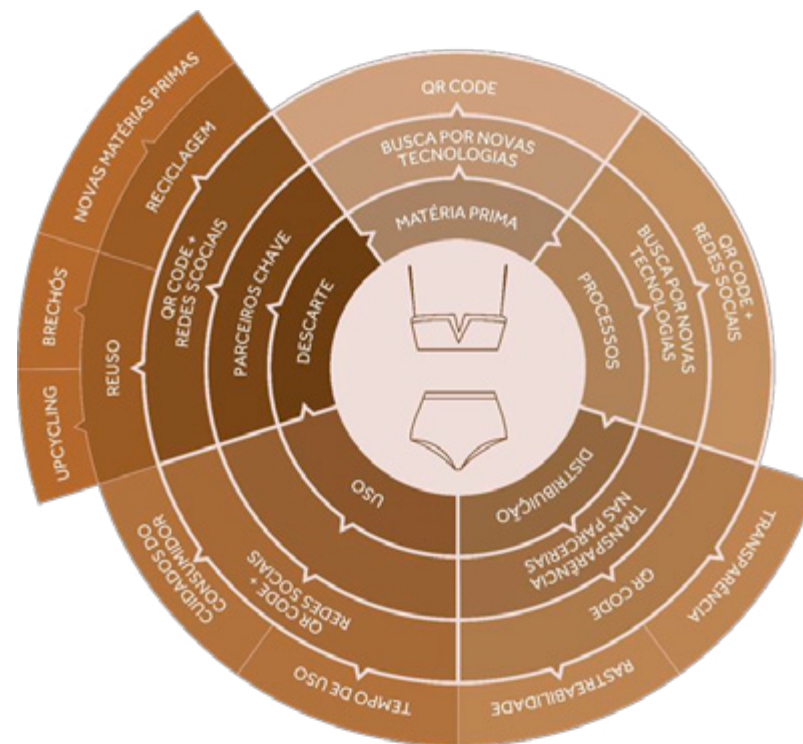 MATÉRIA PRIMA
BUSCA POR NOVAS
TECNOLOGIAS
QR CODE
PROCESSOS
BUSCA POR NOVAS
TECNOLOGIAS
QR CODE +
REDES SOCIAIS
DISTRIBUIÇÃO
TRANSPARÊNCIA
NAS PARCERIAS
QR CODE
TRANSPARÊNCIA
RASTREABILIDADE
USO
QR CODE +
REDES SOCIAIS
TEMPO DE USO
CUIDADOS DO
CONSUMIDOR
DESCARTE
PARCEIROS CHAVE
QR CODE +
REDES SCOCIAIS
REUSO
UPCYCLING
BRECHÓS
RECICLAGEM
NOVAS MATÉRIAS PRIMAS